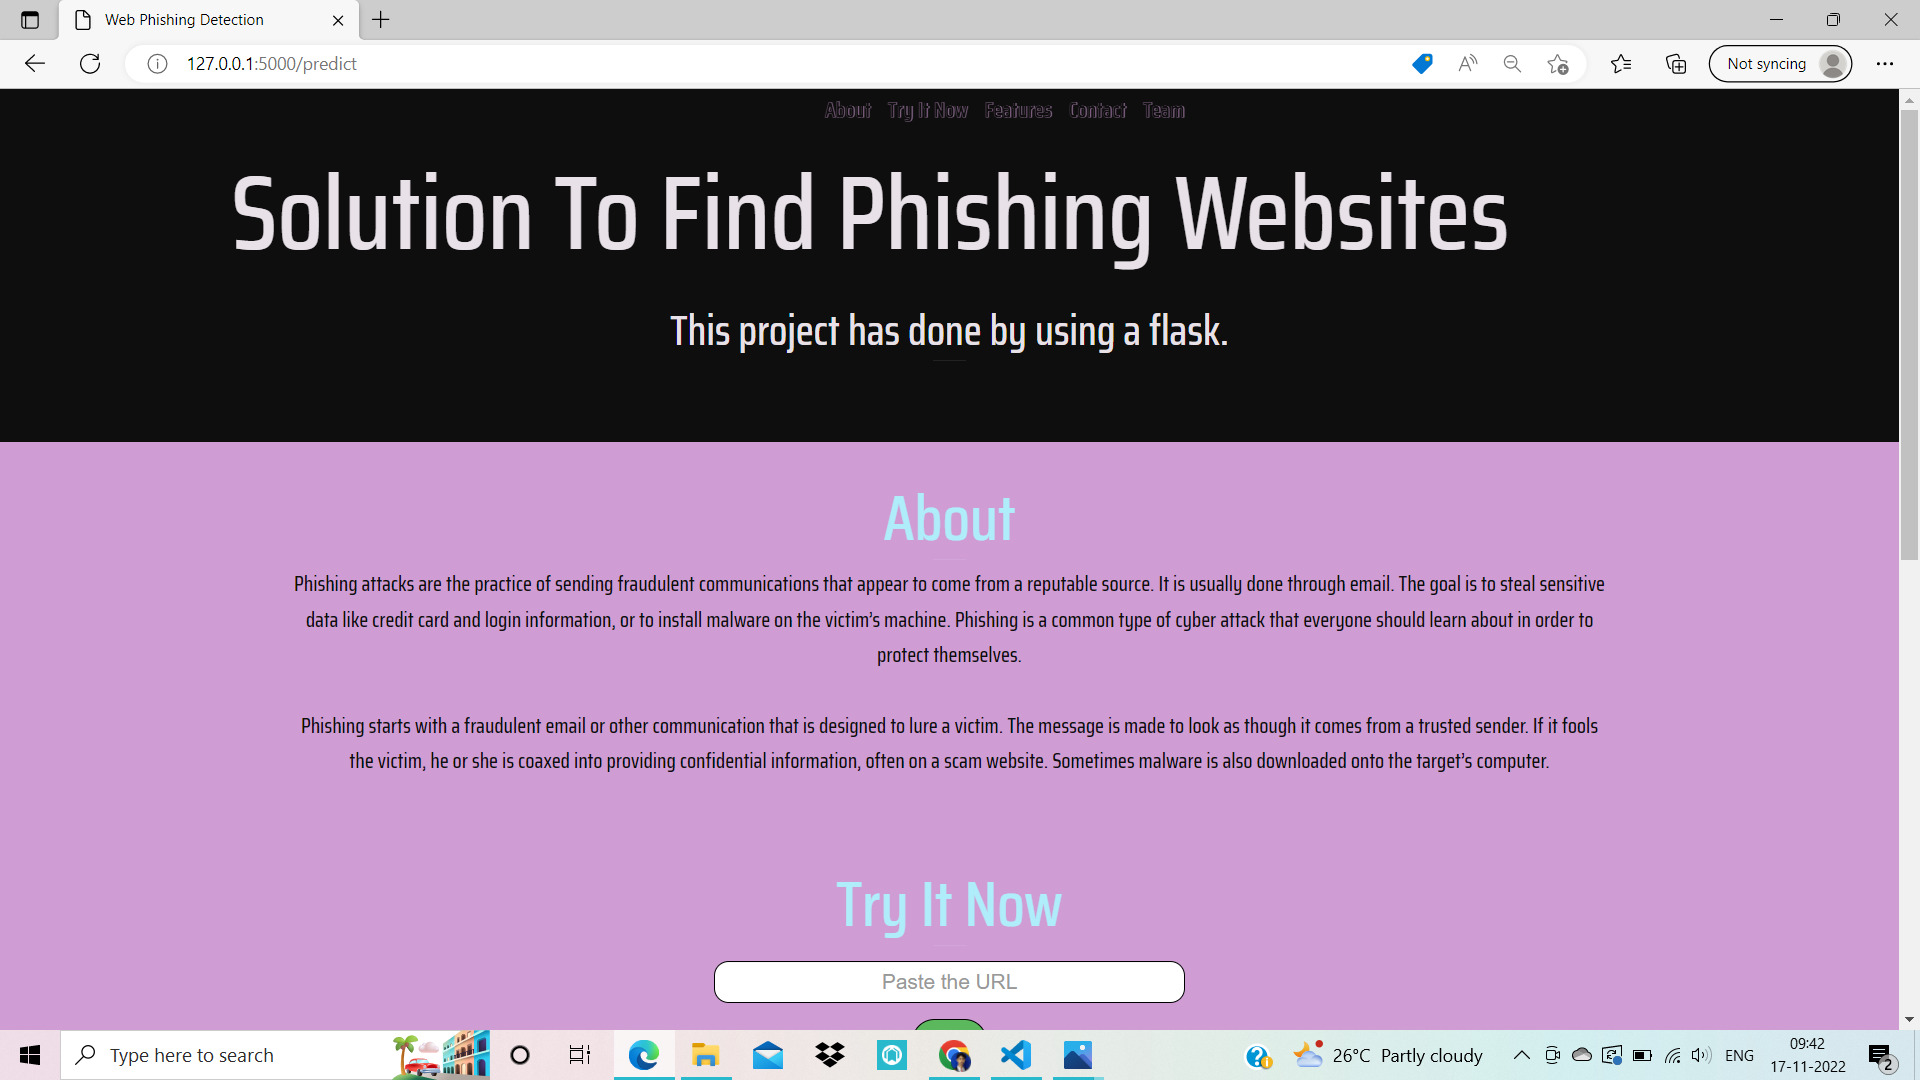 Web Phishing Detection
127.0.0.1:5000/predict
Not syncing
About Try It Now Features Contact Team
Solution To Find Phishing Websites
This project has done by using a flask.
About
Phishing attacks are the practice of sending fraudulent communications that appear to come from a reputable source. It is usually done through email. The goal is to steal sensitive
data like credit card and login information, or to install malware on the victim’s machine. Phishing is a common type of cyber attack that everyone should learn about in order to
protect themselves.
Phishing starts with a fraudulent email or other communication that is designed to lure a victim. The message is made to look as though it comes from a trusted sender. If it fools
the victim, he or she is coaxed into providing confidential information, often on a scam website. Sometimes malware is also downloaded onto the target’s computer.
Try It Now
Paste the URL
Type here to search
26°C Partly cloudy
ENG
09:42
17-11-2022
2